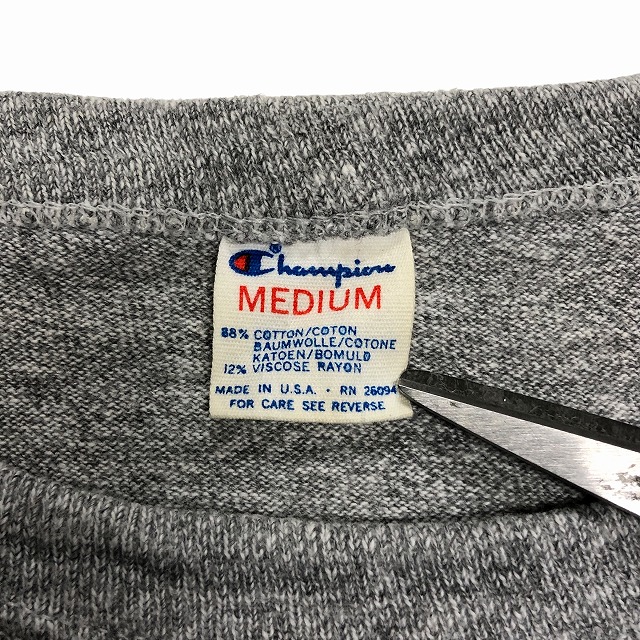 Champion®
MEDIUM
88% COTTON/COTON
BAUMWOLLE/COTONE
KATOEN/BOMULD
12% VISCOSE RAYON
MADE IN U.S.A. · RN 26094
FOR CARE SEE REVERSE